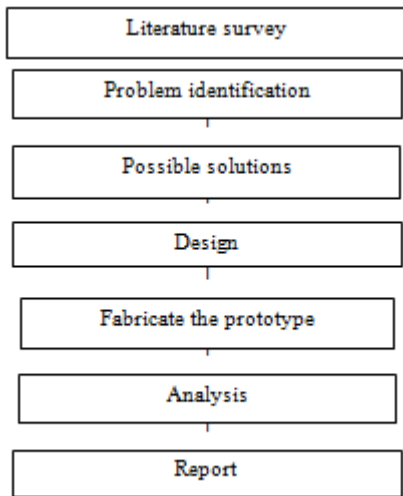 Literature survey
Problem identification
Possible solutions
Design
Fabricate the prototype
Analysis
Report